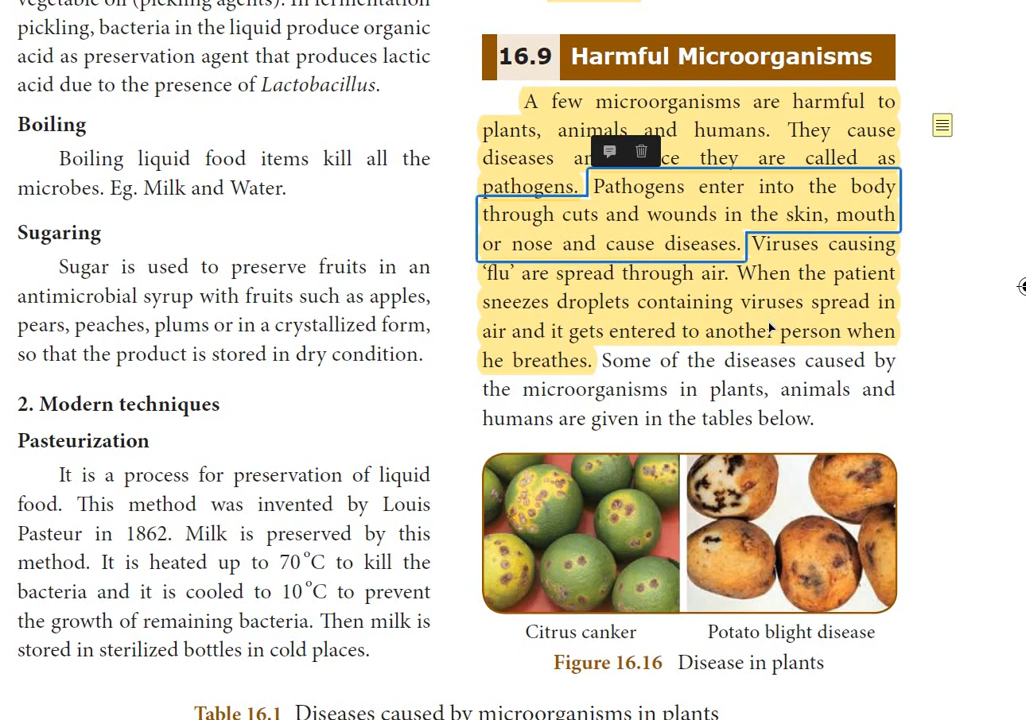 vegetable oil (pickling agents). In fermentation
pickling, bacteria in the liquid produce organic
acid as preservation agent that produces lactic
acid due to the presence of Lactobacillus.
Boiling
Boiling liquid food items kill all the
microbes. Eg. Milk and Water.
Sugaring
Sugar is used to preserve fruits in an
antimicrobial syrup with fruits such as apples,
pears, peaches, plums or in a crystallized form,
so that the product is stored in dry condition.
2. Modern techniques
Pasteurization
It is a process for preservation of liquid
food. This method was invented by Louis
Pasteur in 1862. Milk is preserved by this
method. It is heated up to 70°C to kill the
bacteria and it is cooled to 10°C to prevent
the growth of remaining bacteria. Then milk is
stored in sterilized bottles in cold places.
16.9 Harmful Microorganisms
A few microorganisms are harmful to
plants, animals and humans. They cause
diseases they are called as
pathogens. Pathogens enter into the body
through cuts and wounds in the skin, mouth
or nose and cause diseases. Viruses causing
‘flu’ are spread through air. When the patient
sneezes droplets containing viruses spread in
air and it gets entered to another person when
he breathes. Some of the diseases caused by
the microorganisms in plants, animals and
humans are given in the tables below.
Citrus canker Potato blight disease
Figure 16.16 Disease in plants
Table 16.1 Diseases caused by microorganisms in plants